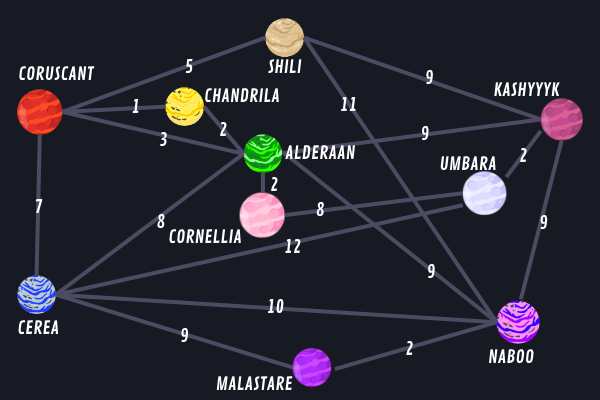 SHILI
5
9
CORUSCANT
KASHYYYK
CHANDRILA
1
11
2
3
9
ALDERAAN
UMBARA
2
2
7
8
8
CORNELLIA
12
9
9
10
CEREA
9
2
NABOO
MALASTARE